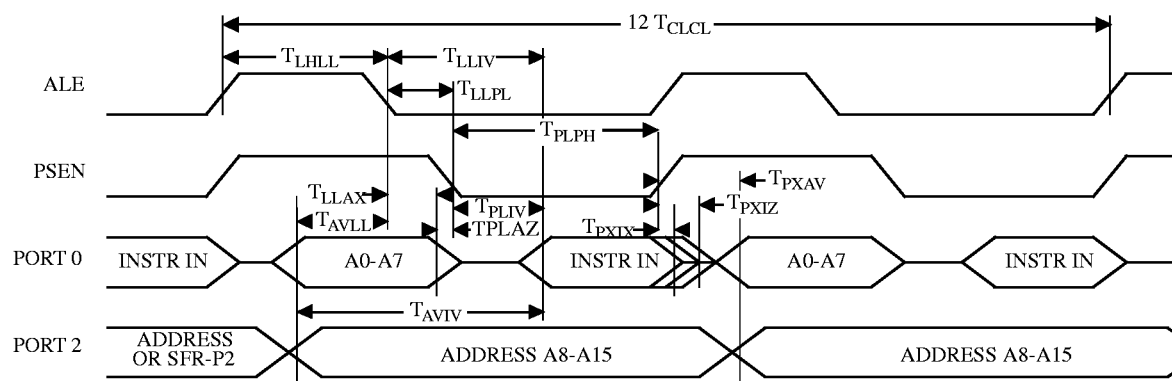 12 TCLCL
TLHLL TLLIV
ALE
TLLPL
TPLPH
PSEN
TPXAV
TLLAX
TPXIZ
TAVLL TPLIV
TPLAZ TPXIX
PORT 0 INSTR IN A0-A7 INSTR IN A0-A7 INSTR IN
TAVIV
PORT 2 ADDRESS
OR SFR-P2 ADDRESS A8-A15 ADDRESS A8-A15